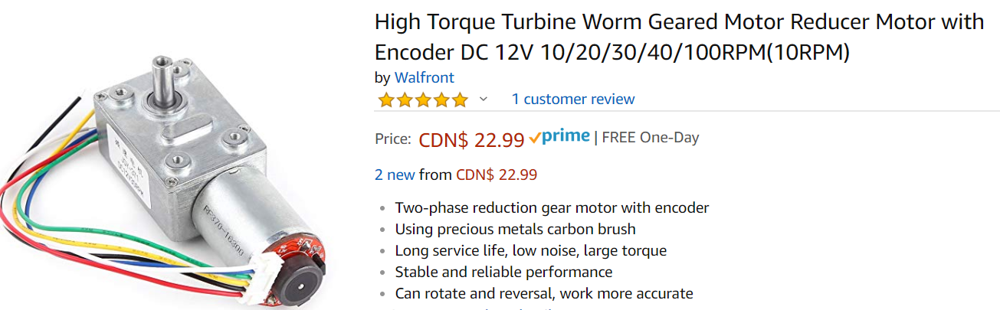 High Torque Turbine Worm Geared Motor Reducer Motor with
Encoder DC 12V 10/20/30/40/100RPM(10RPM)
by Walfront
1 customer review
Price: CDN$ 22.99 prime | FREE One-Day
2 new from CDN$ 22.99
Two-phase reduction gear motor with encoder
Using precious metals carbon brush
Long service life, low noise, large torque
Stable and reliable performance
Can rotate and reversal, work more accurate
RF370-16300